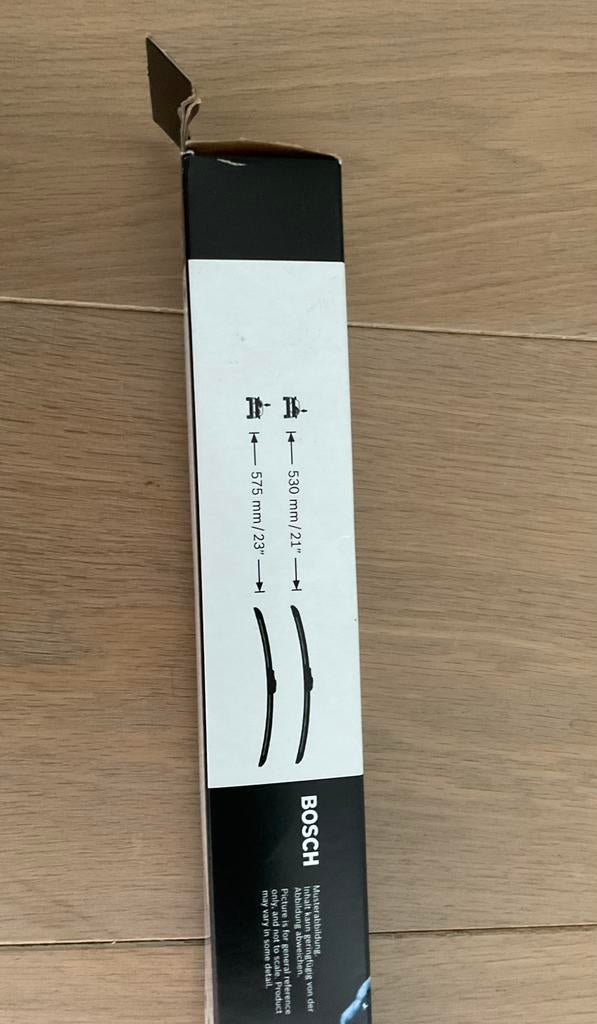 530 mm/21"
575 mm/23"
BOSCH
Musterabbildung.
Inhalt kann geringfügig von der
Abbildung abweichen.
Picture is for general reference
only, and not to scale. Product
may vary in some detail.